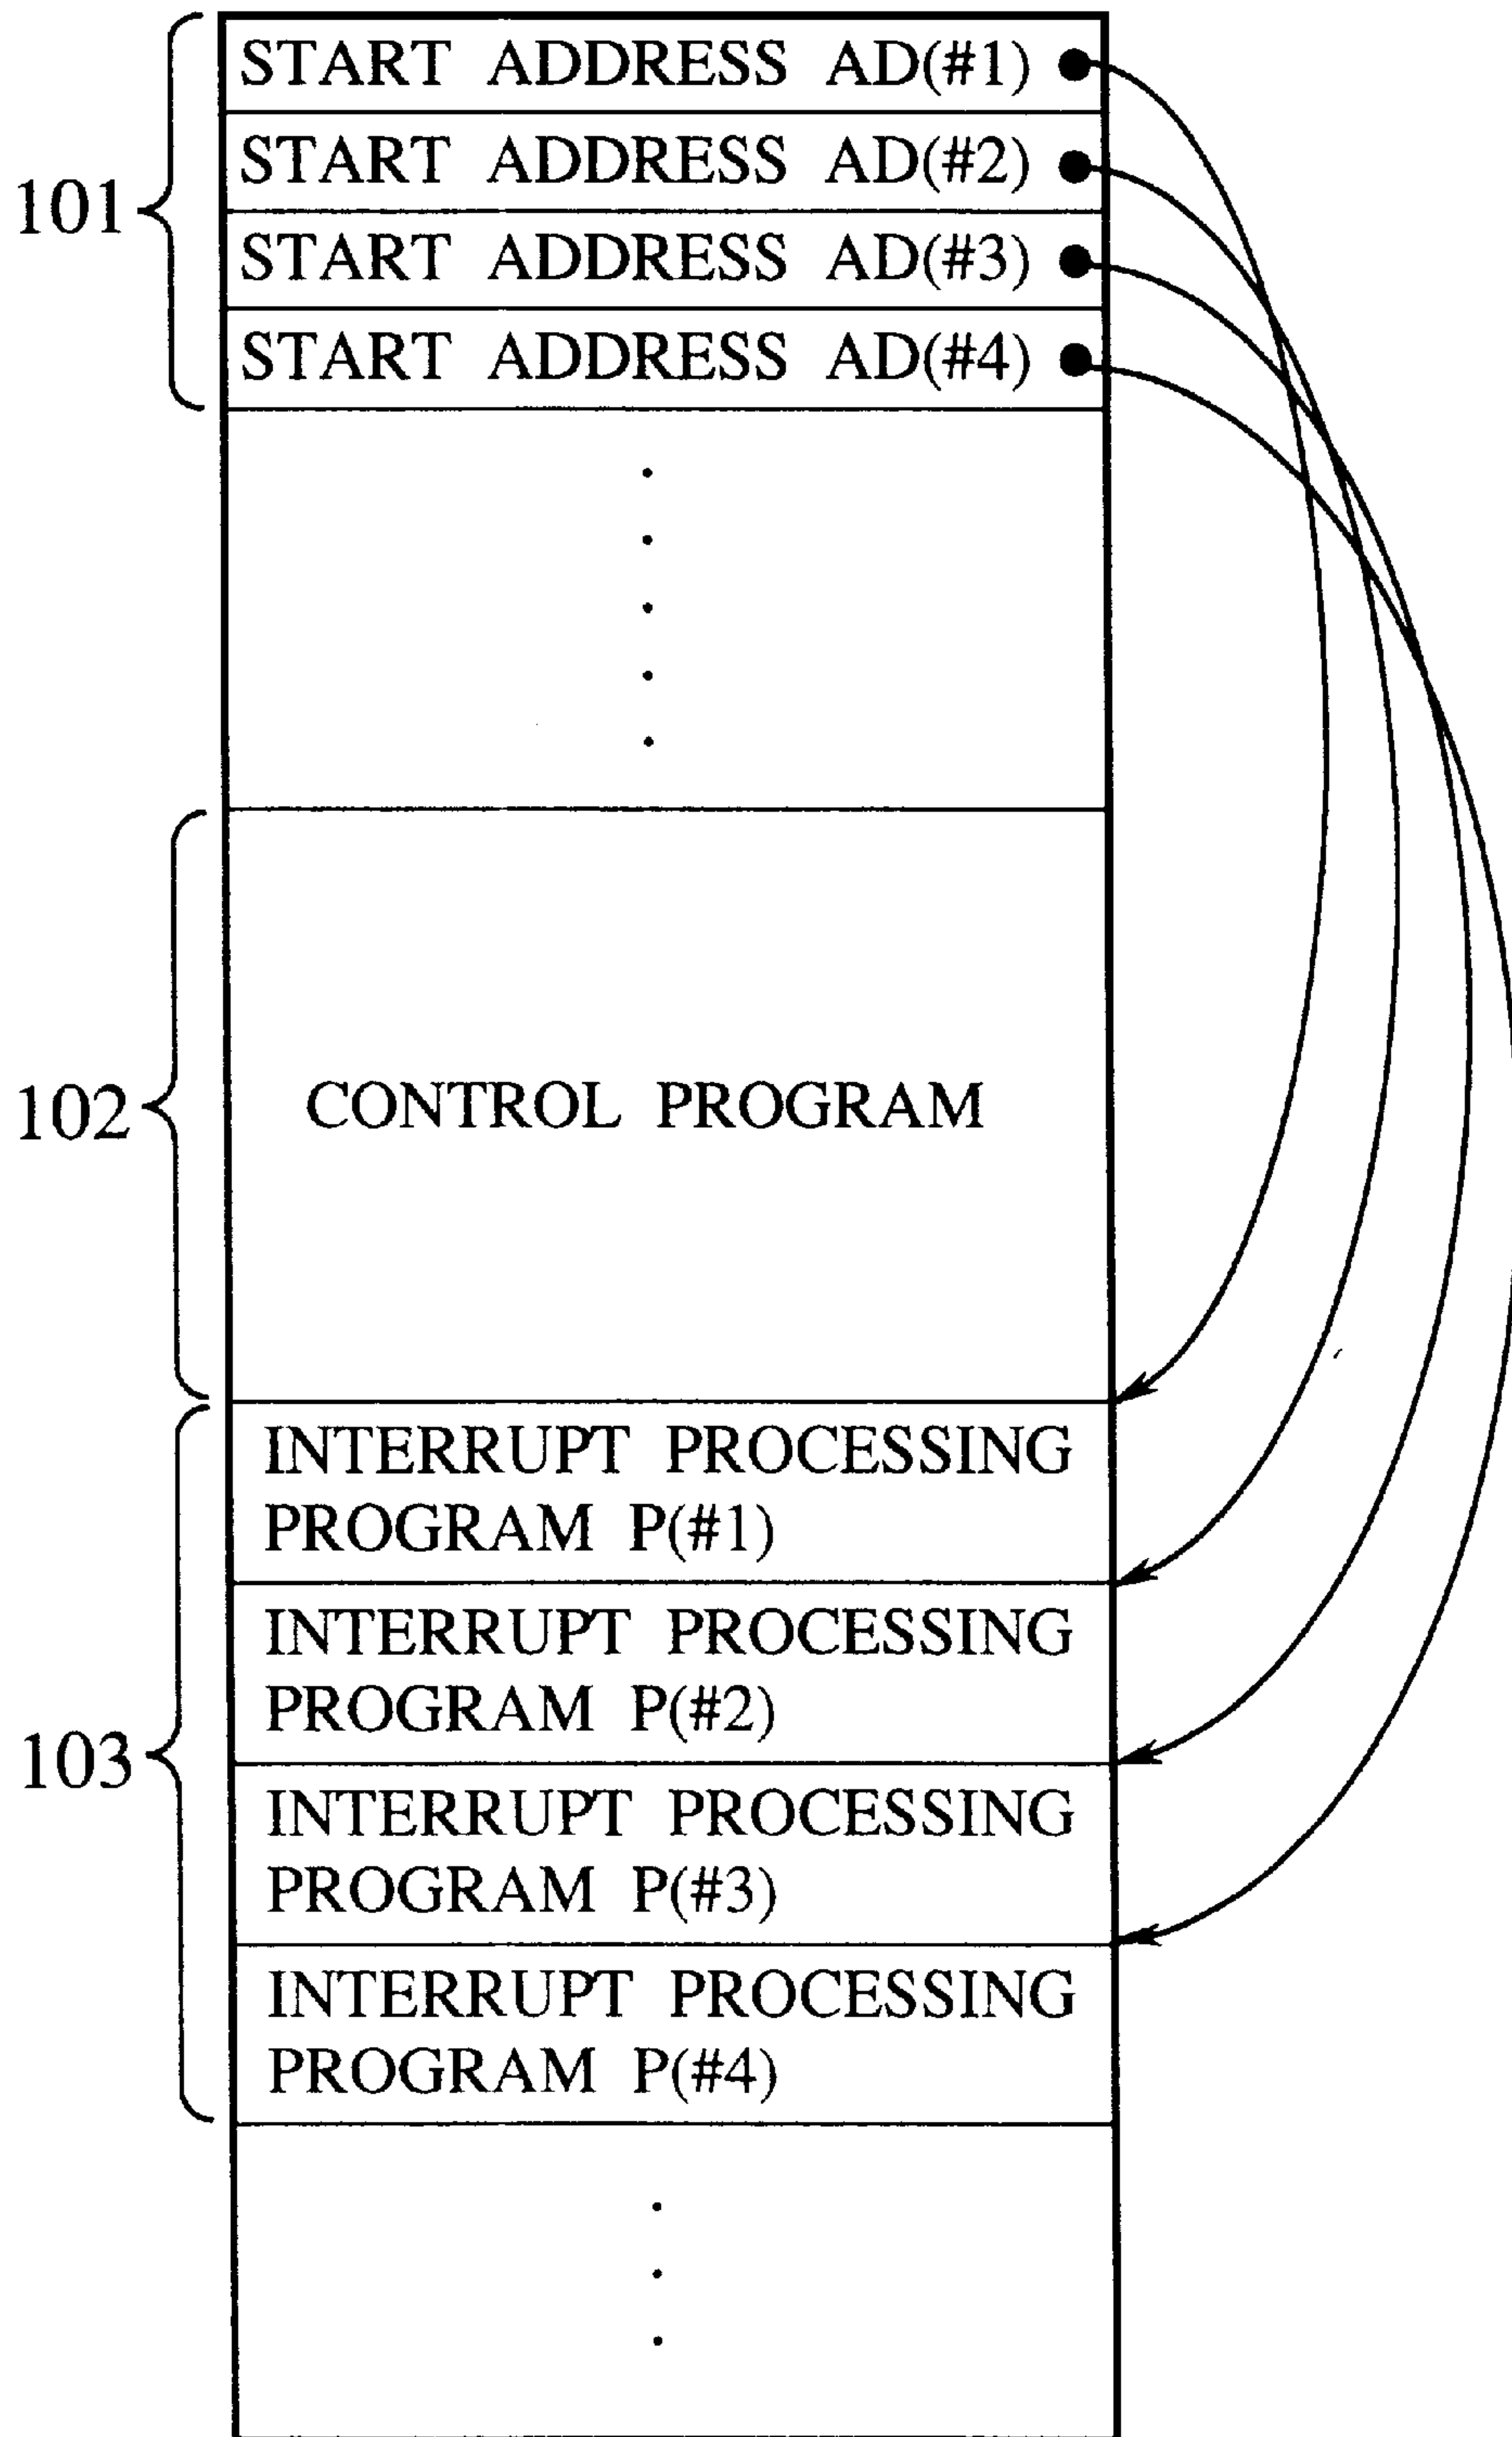 START ADDRESS AD(#1)
START ADDRESS AD(#2)
101
START ADDRESS AD(#3)
START ADDRESS AD(#4)
102
CONTROL PROGRAM
INTERRUPT PROCESSING
PROGRAM P(#1)
INTERRUPT PROCESSING
PROGRAM P(#2)
103
INTERRUPT PROCESSING
PROGRAM P(#3)
INTERRUPT PROCESSING
PROGRAM P(#4)